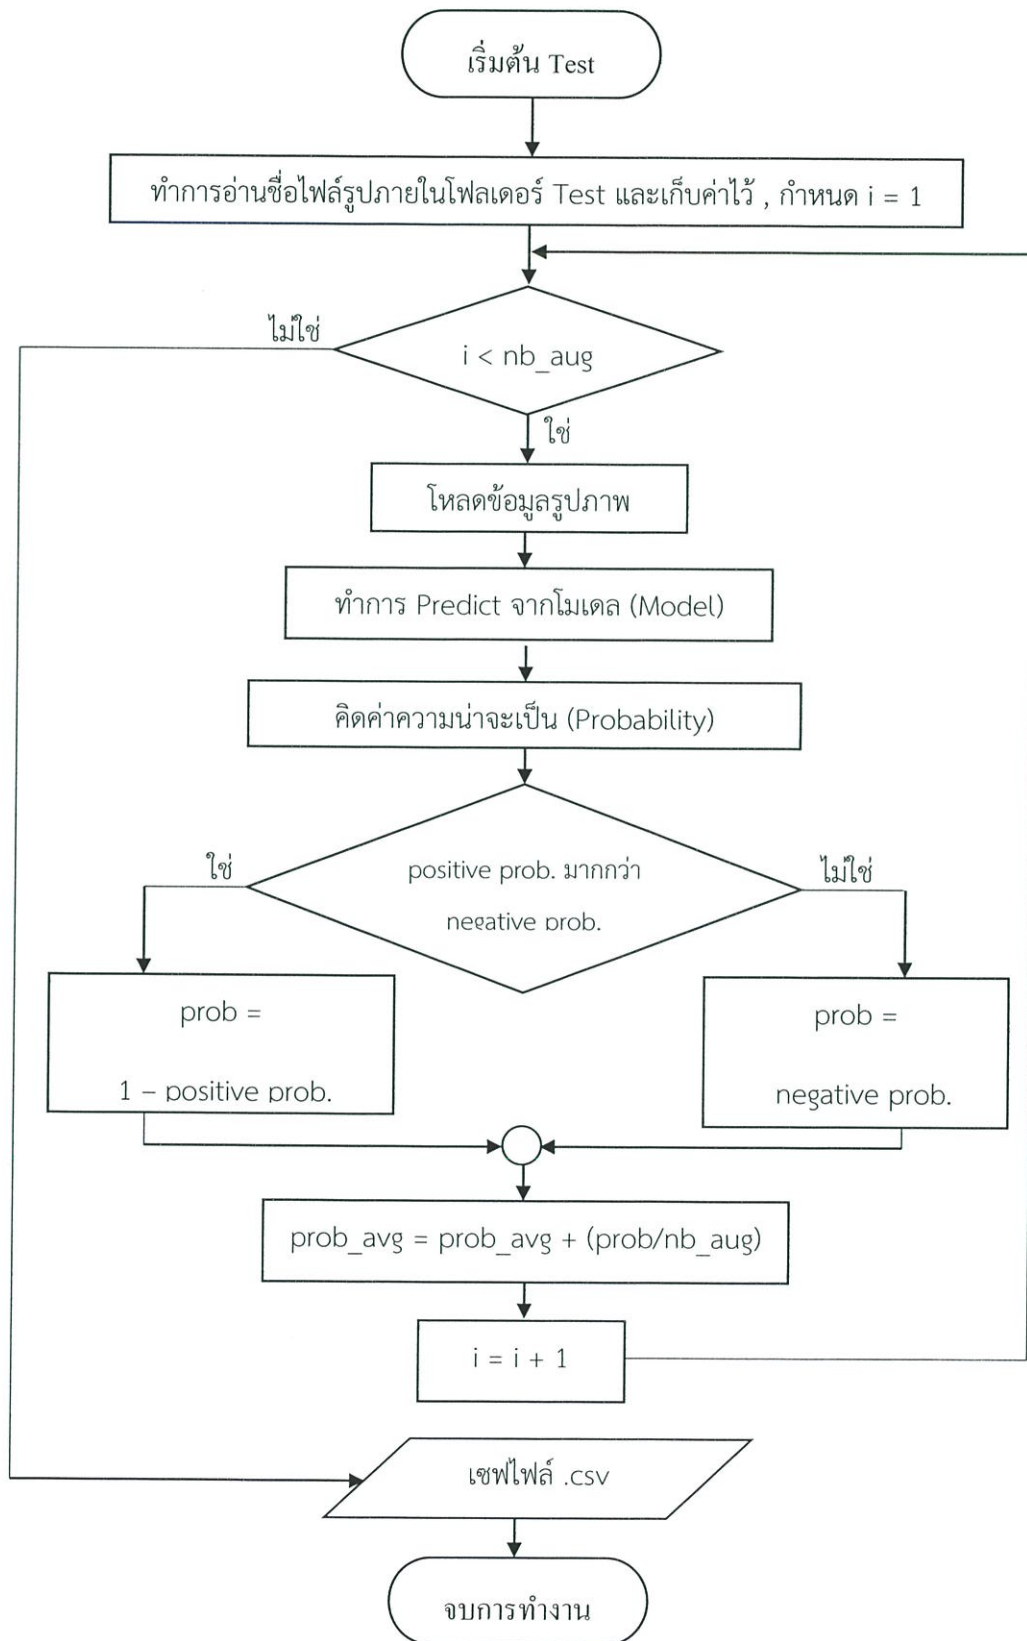 เริ่มต้น Test
ทำการอ่านชื่อไฟล์รูปภายในโฟลเดอร์ Test และเก็บค่าไว้ , กำหนด i = 1
ไม่ใช่
i < nb_aug
ใช่
โหลดข้อมูลรูปภาพ
ทำการ Predict จากโมเดล (Model)
คิดค่าความน่าจะเป็น (Probability)
ใช่
positive prob. มากกว่า
negative prob.
ไม่ใช่
prob =
1 – positive prob.
prob =
negative prob.
prob_avg = prob_avg + (prob/nb_aug)
i = i + 1
เซฟไฟล์ .csv
จบการทำงาน